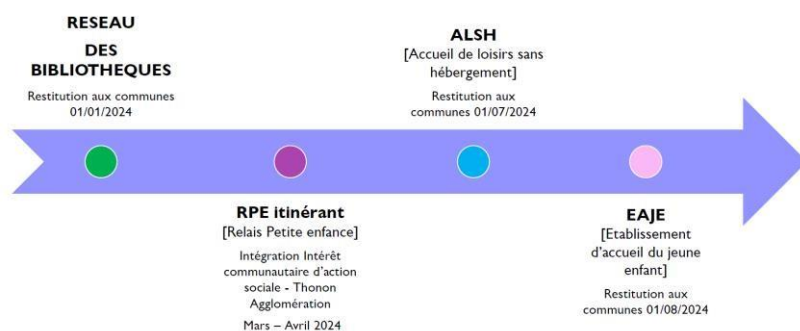 RESEAU
DES
BIBLIOTHEQUES
Restitution aux communes
01/01/2024
RPE itinérant
[Relais Petite enfance]
Intégration Intérêt
communautaire d'action
sociale - Thonon
Agglomération
Mars – Avril 2024
ALSH
[Accueil de loisirs sans
hébergement]
Restitution aux
communes 01/07/2024
EAJE
[Etablissement
d'accueil du jeune
enfant]
Restitution aux
communes 01/08/2024